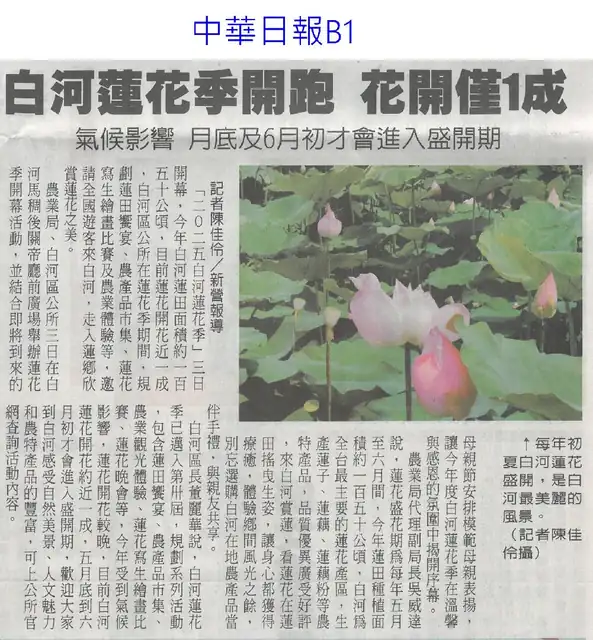 中華日報B1
白河蓮花季開跑 花開僅1成
氣候影響 月底及6月初才會進入盛開期
記者陳佳伶／新營報導
「二０二五白河蓮花季」三日
開幕，今年白河蓮田面積約一百
五十公頃，目前蓮花開花近一成
，白河區公所在蓮花季期間，規
劃蓮田饗宴、農產品市集、蓮花
寫生繪畫比賽及農業體驗等，邀
請全國遊客來白河，走入蓮鄉欣
賞蓮花之美。
農業局、白河區公所三日在白
河馬稠後關帝廳前廣場舉辦蓮花
季開幕活動，並結合即將到來的
母親節安排模範母親表揚，
讓今年度白河蓮花季在溫馨
與感恩的氛圍中揭開序幕。
農業局代理副局長吳威達
說，蓮花盛花期為每年五月
至六月間，今年蓮田種植面
積約一百五十公頃，白河為
全台最主要的蓮花產區，生
產蓮子、蓮藕、蓮藕粉等農
特產品，品質優異廣受好評
，來白河賞蓮，看蓮花在蓮
田搖曳生姿，讓身心都獲得
療癒，體驗鄉間風光之餘，
別忘選購白河在地農產品當
伴手禮，與親友共享。
白河區長董麗華說，白河蓮花
季已邁入第卅屆，規劃系列活動
，包含蓮田饗宴、農產品市集、
農業觀光體驗、蓮花寫生繪畫比
賽、蓮花晚會等，今年受到氣候
影響，蓮花開花較晚，目前白河
蓮花開花約近一成，五月底到六
月初才會進入盛開期，歡迎大家
到白河感受自然美景、人文魅力
和農特產品的豐富，可上公所官
網查詢活動內容。
↑每年初
夏白河蓮花
盛開，是白
河最美麗的
風景。
（記者陳佳
伶攝）